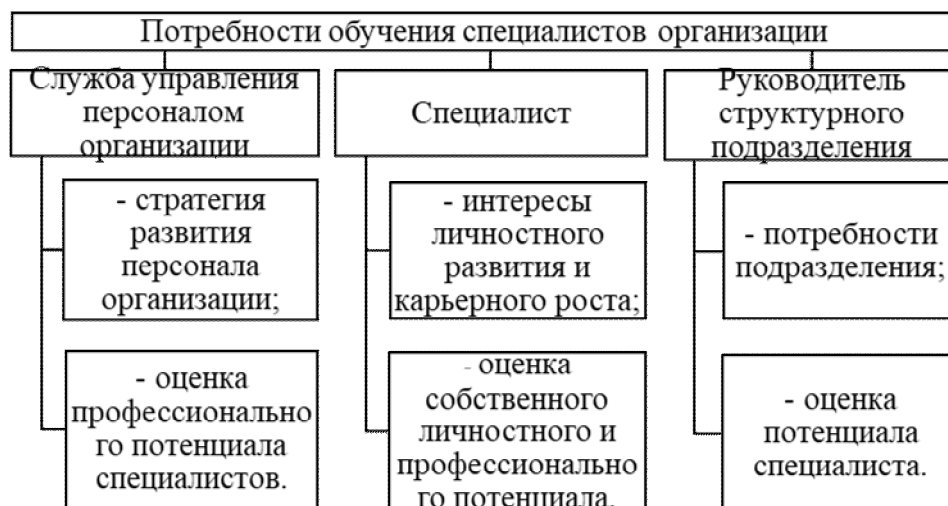 Потребности обучения специалистов организации
Служба управления
персоналом
организации
Специалист
Руководитель
структурного
подразделения
- стратегия
развития
персонала
организации;
- интересы
личностного
развития и
карьерного роста;
- потребности
подразделения;
- оценка
профессионально
го потенциала
специалистов.
- оценка
собственного
личностного и
профессионально
го потенциала.
- оценка
потенциала
специалиста.